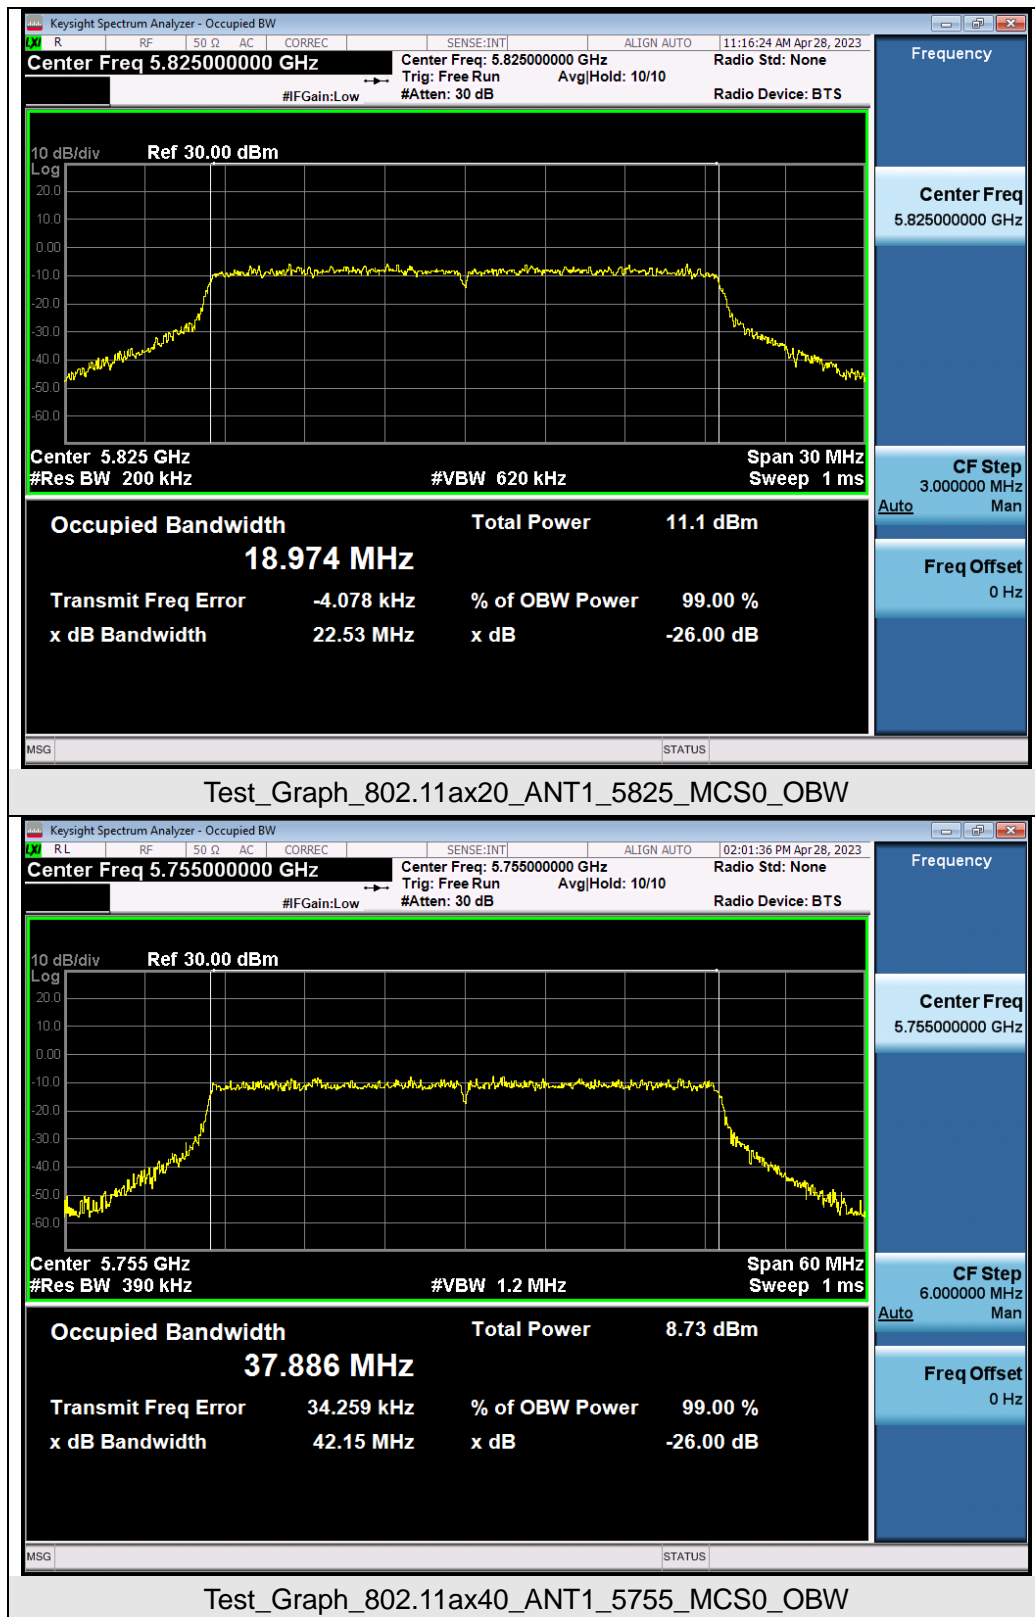 Keysight Spectrum Analyzer - Occupied BW
LXI R RF 50 Ω AC CORREC SENSE:INT ALIGN AUTO 11:16:24 AM Apr 28, 2023
Center Freq 5.825000000 GHz
Center Freq: 5.825000000 GHz
Radio Std: None
Trig: Free Run Avg|Hold: 10/10
#IFGain:Low
#Atten: 30 dB
Radio Device: BTS
Frequency
10 dB/div Ref 30.00 dBm
Log
20.0
10.0
0.00
-10.0
-20.0
-30.0
-40.0
-50.0
-60.0
Center Freq
5.825000000 GHz
Center 5.825 GHz Span 30 MHz
#Res BW 200 kHz #VBW 620 kHz Sweep 1 ms
CF Step
3.000000 MHz
Auto Man
Occupied Bandwidth Total Power 11.1 dBm
18.974 MHz
Freq Offset
0 Hz
Transmit Freq Error -4.078 kHz % of OBW Power 99.00 %
x dB Bandwidth 22.53 MHz x dB -26.00 dB
MSG STATUS
Test_Graph_802.11ax20_ANT1_5825_MCS0_OBW
Keysight Spectrum Analyzer - Occupied BW
LXI RL RF 50 Ω AC CORREC SENSE:INT ALIGN AUTO 02:01:36 PM Apr 28, 2023
Center Freq 5.755000000 GHz
Center Freq: 5.755000000 GHz
Radio Std: None
Trig: Free Run Avg|Hold: 10/10
#IFGain:Low
#Atten: 30 dB
Radio Device: BTS
Frequency
10 dB/div Ref 30.00 dBm
Log
20.0
10.0
0.00
-10.0
-20.0
-30.0
-40.0
-50.0
-60.0
Center Freq
5.755000000 GHz
Center 5.755 GHz Span 60 MHz
#Res BW 390 kHz #VBW 1.2 MHz Sweep 1 ms
CF Step
6.000000 MHz
Auto Man
Occupied Bandwidth Total Power 8.73 dBm
37.886 MHz
Freq Offset
0 Hz
Transmit Freq Error 34.259 kHz % of OBW Power 99.00 %
x dB Bandwidth 42.15 MHz x dB -26.00 dB
MSG STATUS
Test_Graph_802.11ax40_ANT1_5755_MCS0_OBW